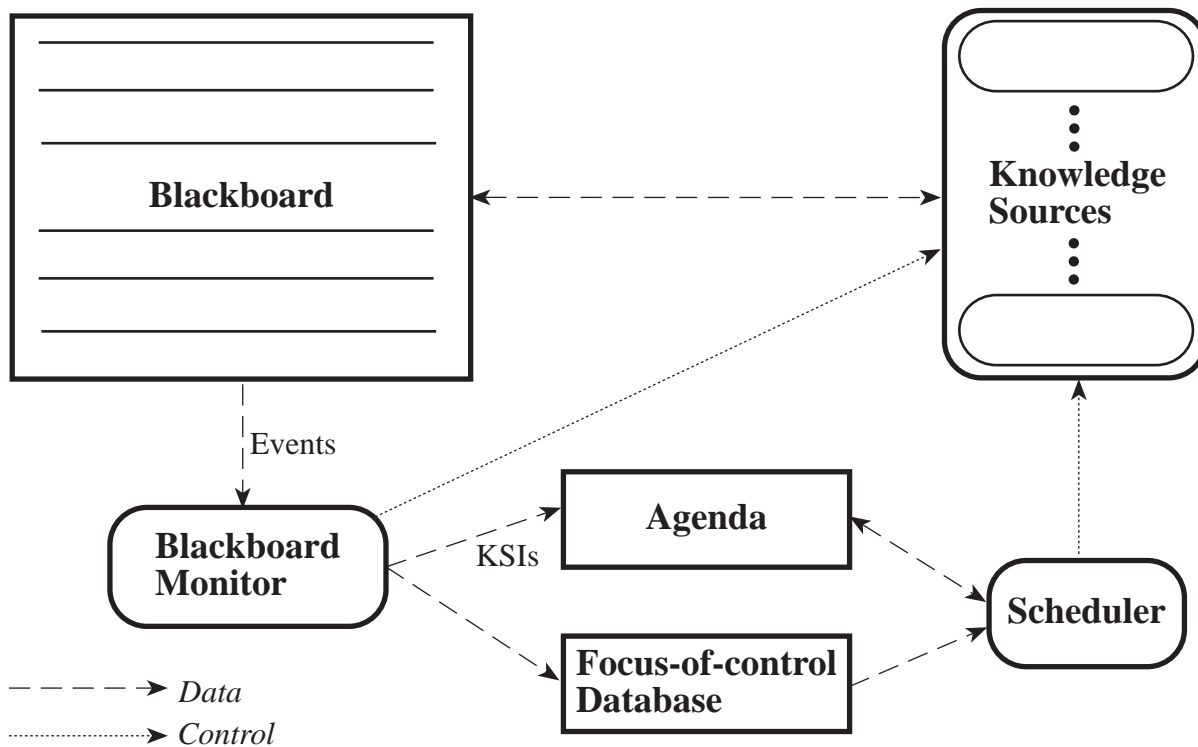 Blackboard
Knowledge
Sources
Events
Agenda
Blackboard
Monitor
KSIs
Scheduler
Focus-of-control
Database
Data
Control